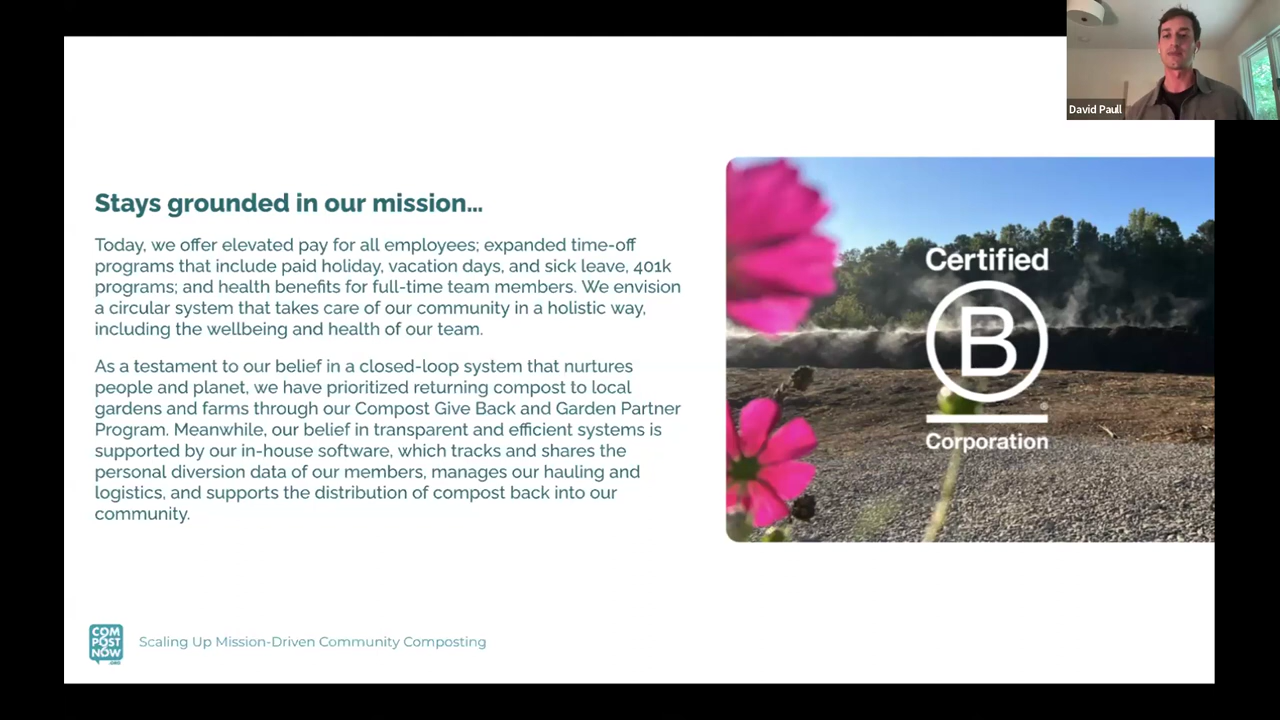 David Paull
Stays grounded in our mission...
Today, we offer elevated pay for all employees; expanded time-off
programs that include paid holiday, vacation days, and sick leave, 401k
programs; and health benefits for full-time team members. We envision
a circular system that takes care of our community in a holistic way,
including the wellbeing and health of our team.
As a testament to our belief in a closed-loop system that nurtures
people and planet, we have prioritized returning compost to local
gardens and farms through our Compost Give Back and Garden Partner
Program. Meanwhile, our belief in transparent and efficient systems is
supported by our in-house software, which tracks and shares the
personal diversion data of our members, manages our hauling and
logistics, and supports the distribution of compost back into our
community.
Certified
B
®
Corporation
COM
POST
NOW
.ORG
Scaling Up Mission-Driven Community Composting